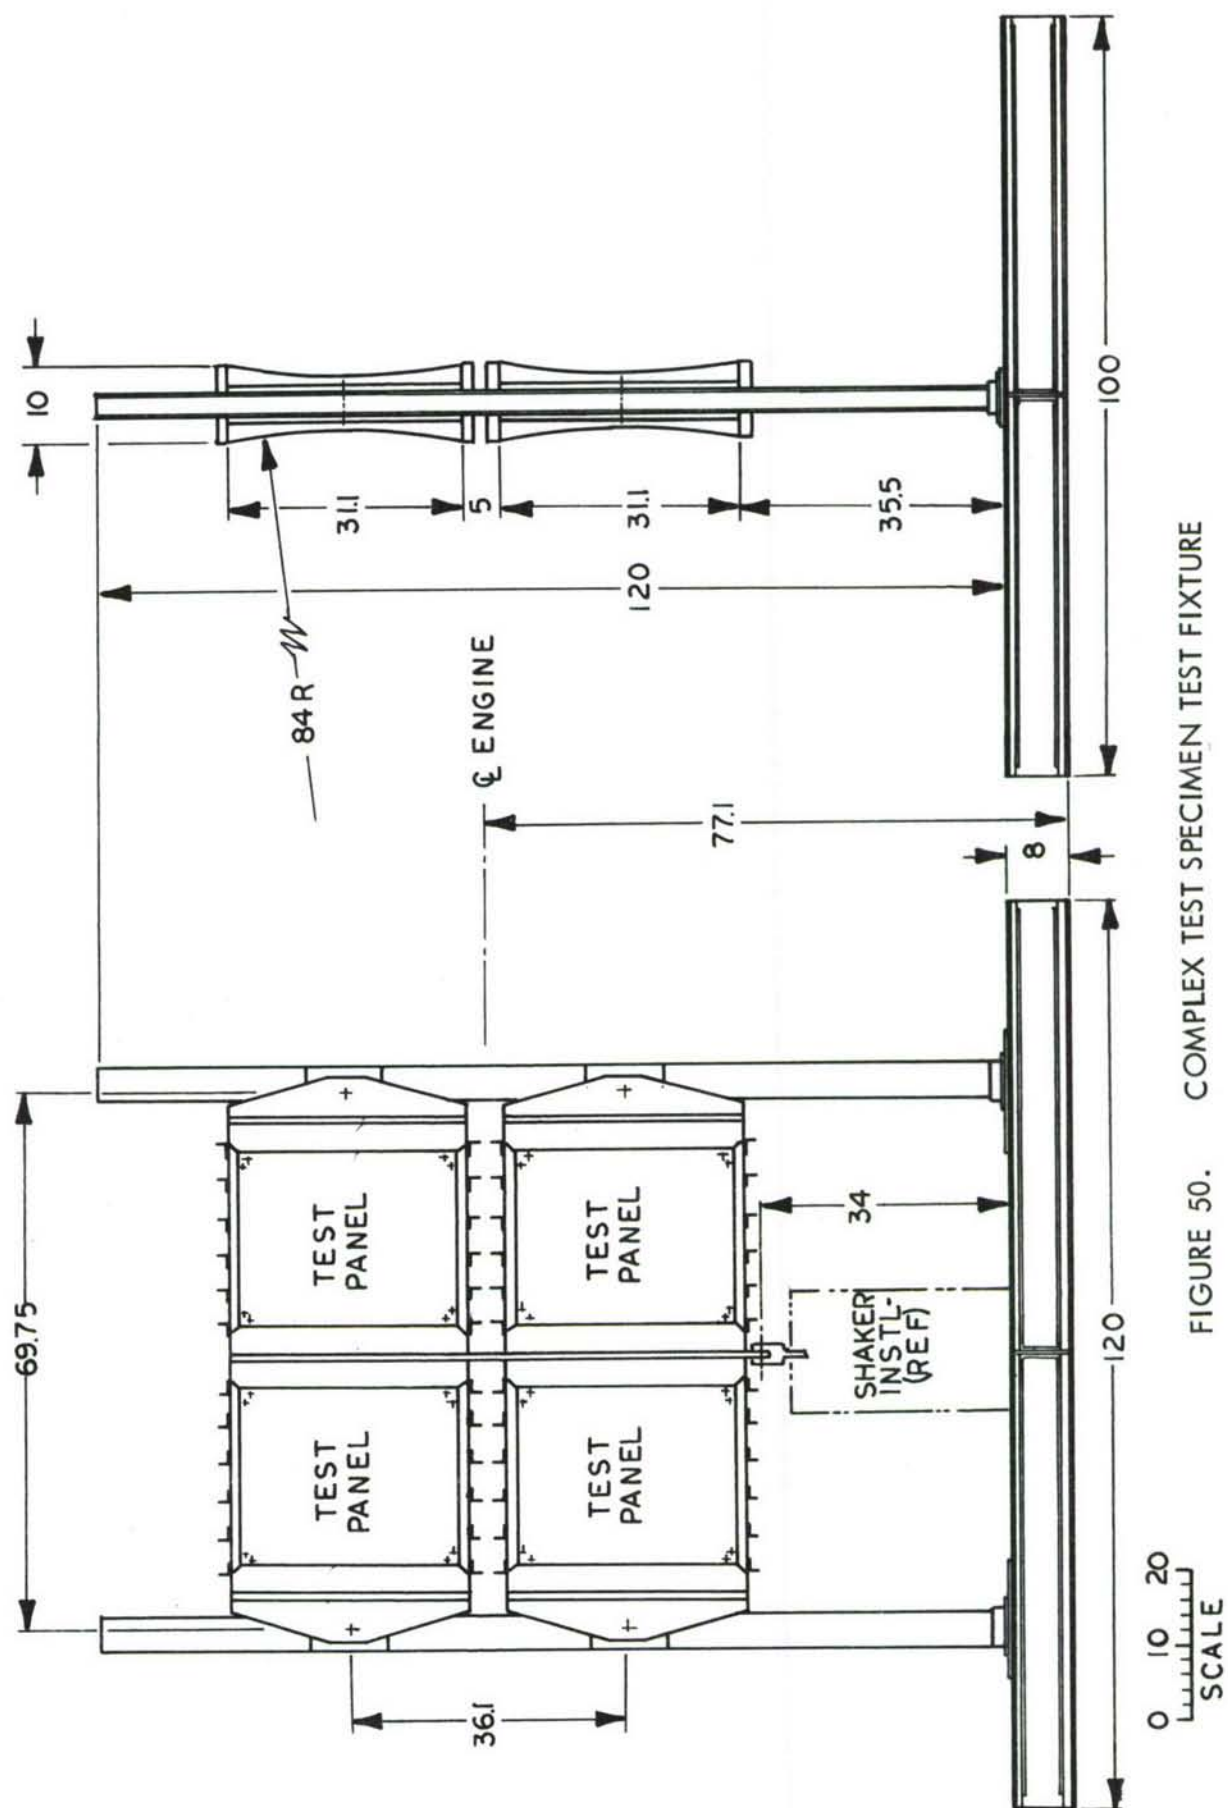 69.75
36.1
TEST
PANEL
TEST
PANEL
TEST
PANEL
TEST
PANEL
34
SHAKER
INSTL-
(REF)
120
0 10 20
SCALE
10
84 R
31.1
5
31.1
35.5
120
℄ ENGINE
77.1
8
100
FIGURE 50. COMPLEX TEST SPECIMEN TEST FIXTURE